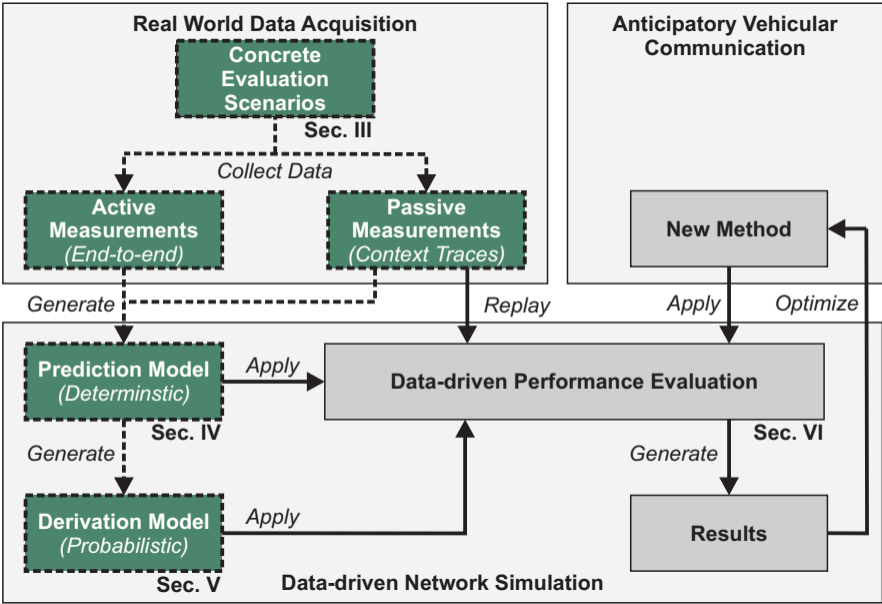 Real World Data Acquisition
Concrete
Evaluation
Scenarios
Sec. III
Collect Data
Active
Measurements
(End-to-end)
Passive
Measurements
(Context Traces)
Anticipatory Vehicular
Communication
New Method
Generate
Replay
Apply
Optimize
Prediction Model
(Determinstic)
Sec. IV
Apply
Data-driven Performance Evaluation
Sec. VI
Generate
Generate
Derivation Model
(Probabilistic)
Sec. V
Apply
Results
Data-driven Network Simulation